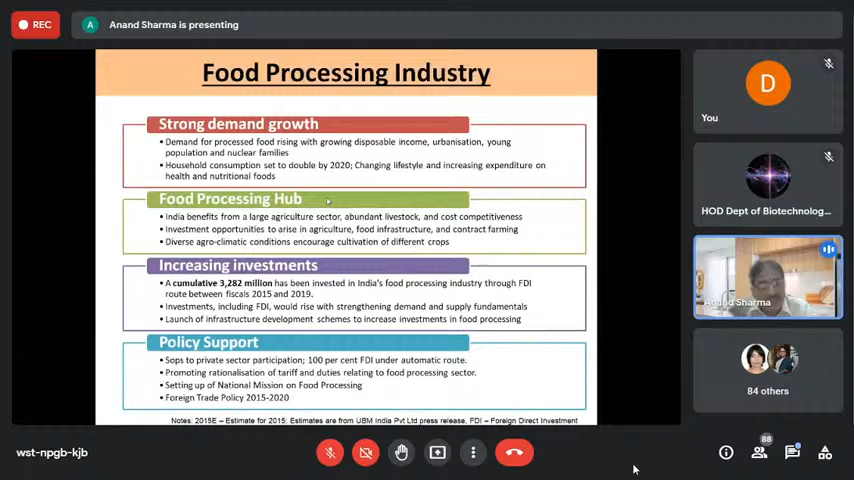 REC
A
Anand Sharma is presenting
Food Processing Industry
Strong demand growth
• Demand for processed food rising with growing disposable income, urbanisation, young
population and nuclear families
• Household consumption set to double by 2020; Changing lifestyle and increasing expenditure on
health and nutritional foods
Food Processing Hub
• India benefits from a large agriculture sector, abundant livestock, and cost competitiveness
• Investment opportunities to arise in agriculture, food infrastructure, and contract farming
• Diverse agro-climatic conditions encourage cultivation of different crops
Increasing investments
• A cumulative 3,282 million has been invested in India's food processing industry through FDI
route between fiscals 2015 and 2019.
• Investments, including FDI, would rise with strengthening demand and supply fundamentals
• Launch of infrastructure development schemes to increase investments in food processing
Policy Support
• Sops to private sector participation; 100 per cent FDI under automatic route.
• Promoting rationalisation of tariff and duties relating to food processing sector.
• Setting up of National Mission on Food Processing
• Foreign Trade Policy 2015-2020
Notes: 2015E – Estimate for 2015; Estimates are from UBM India Pvt Ltd press release, FDI – Foreign Direct Investment
D
You
HOD Dept of Biotechnolog...
Anand Sharma
84 others
wst-npgb-kjb
88